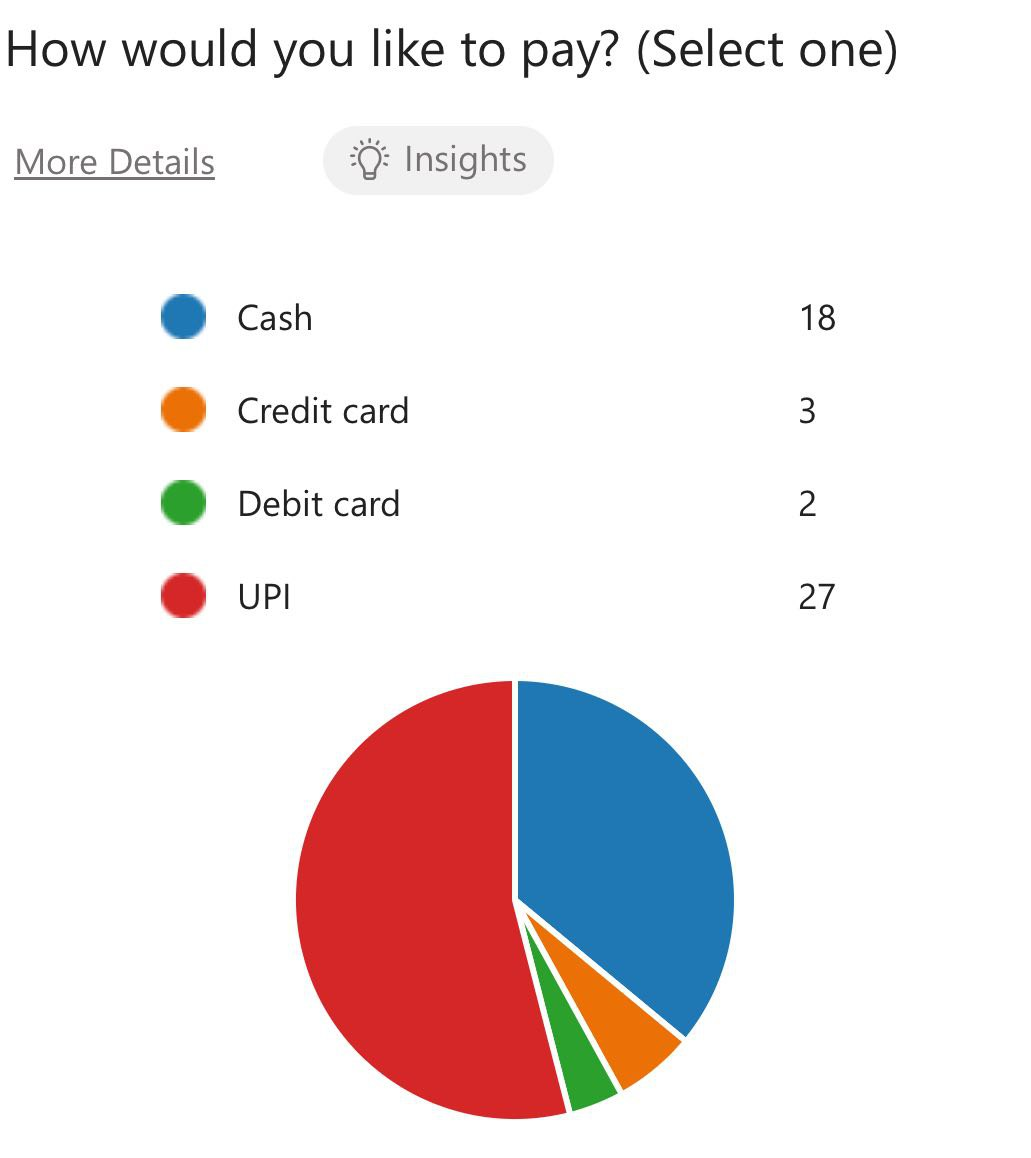 How would you like to pay? (Select one)
More Details Insights
Cash 18
Credit card 3
Debit card 2
UPI 27